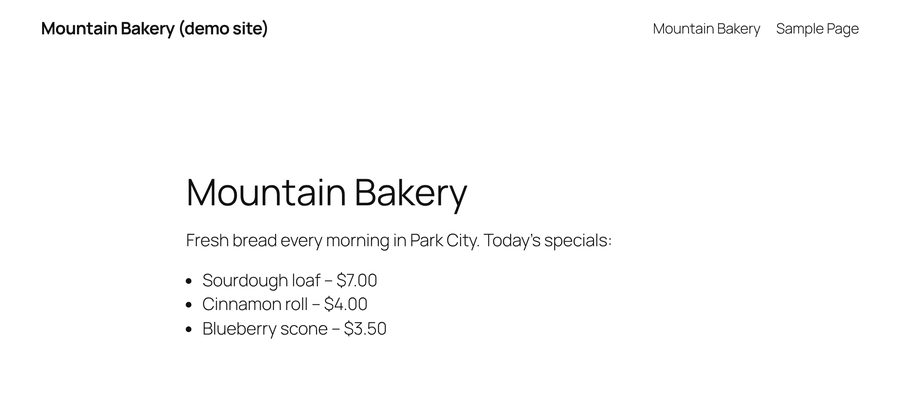 Mountain Bakery (demo site)
Mountain Bakery Sample Page
Mountain Bakery
Fresh bread every morning in Park City. Today’s specials:
• Sourdough loaf – $7.00
• Cinnamon roll – $4.00
• Blueberry scone – $3.50